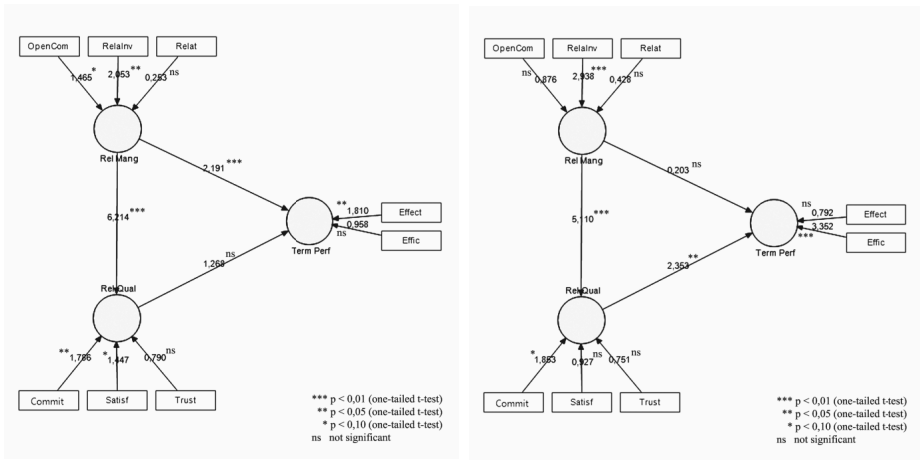 OpenCom RelaInv Relat
1,465 * 2,053 ** 0,253 ns
Rel Mang
2,191 ***
6,214 ***
** 1,810 Effect
0,958 Effic
ns
Term Perf
ns
1,268
Rel Qual
** 1,766 * 1,447 0,790 ns
Commit Satisf Trust
*** p < 0,01 (one-tailed t-test)
** p < 0,05 (one-tailed t-test)
* p < 0,10 (one-tailed t-test)
ns not significant
OpenCom RelaInv Relat
ns 0,876 2,938 *** 0,428 ns
Rel Mang
0,203 ns
5,110 ***
ns 0,792 Effect
3,352 Effic
***
Term Perf
2,353 **
Rel Qual
* 1,853 0,927 ns 0,751 ns
Commit Satisf Trust
*** p < 0,01 (one-tailed t-test)
** p < 0,05 (one-tailed t-test)
* p < 0,10 (one-tailed t-test)
ns not significant